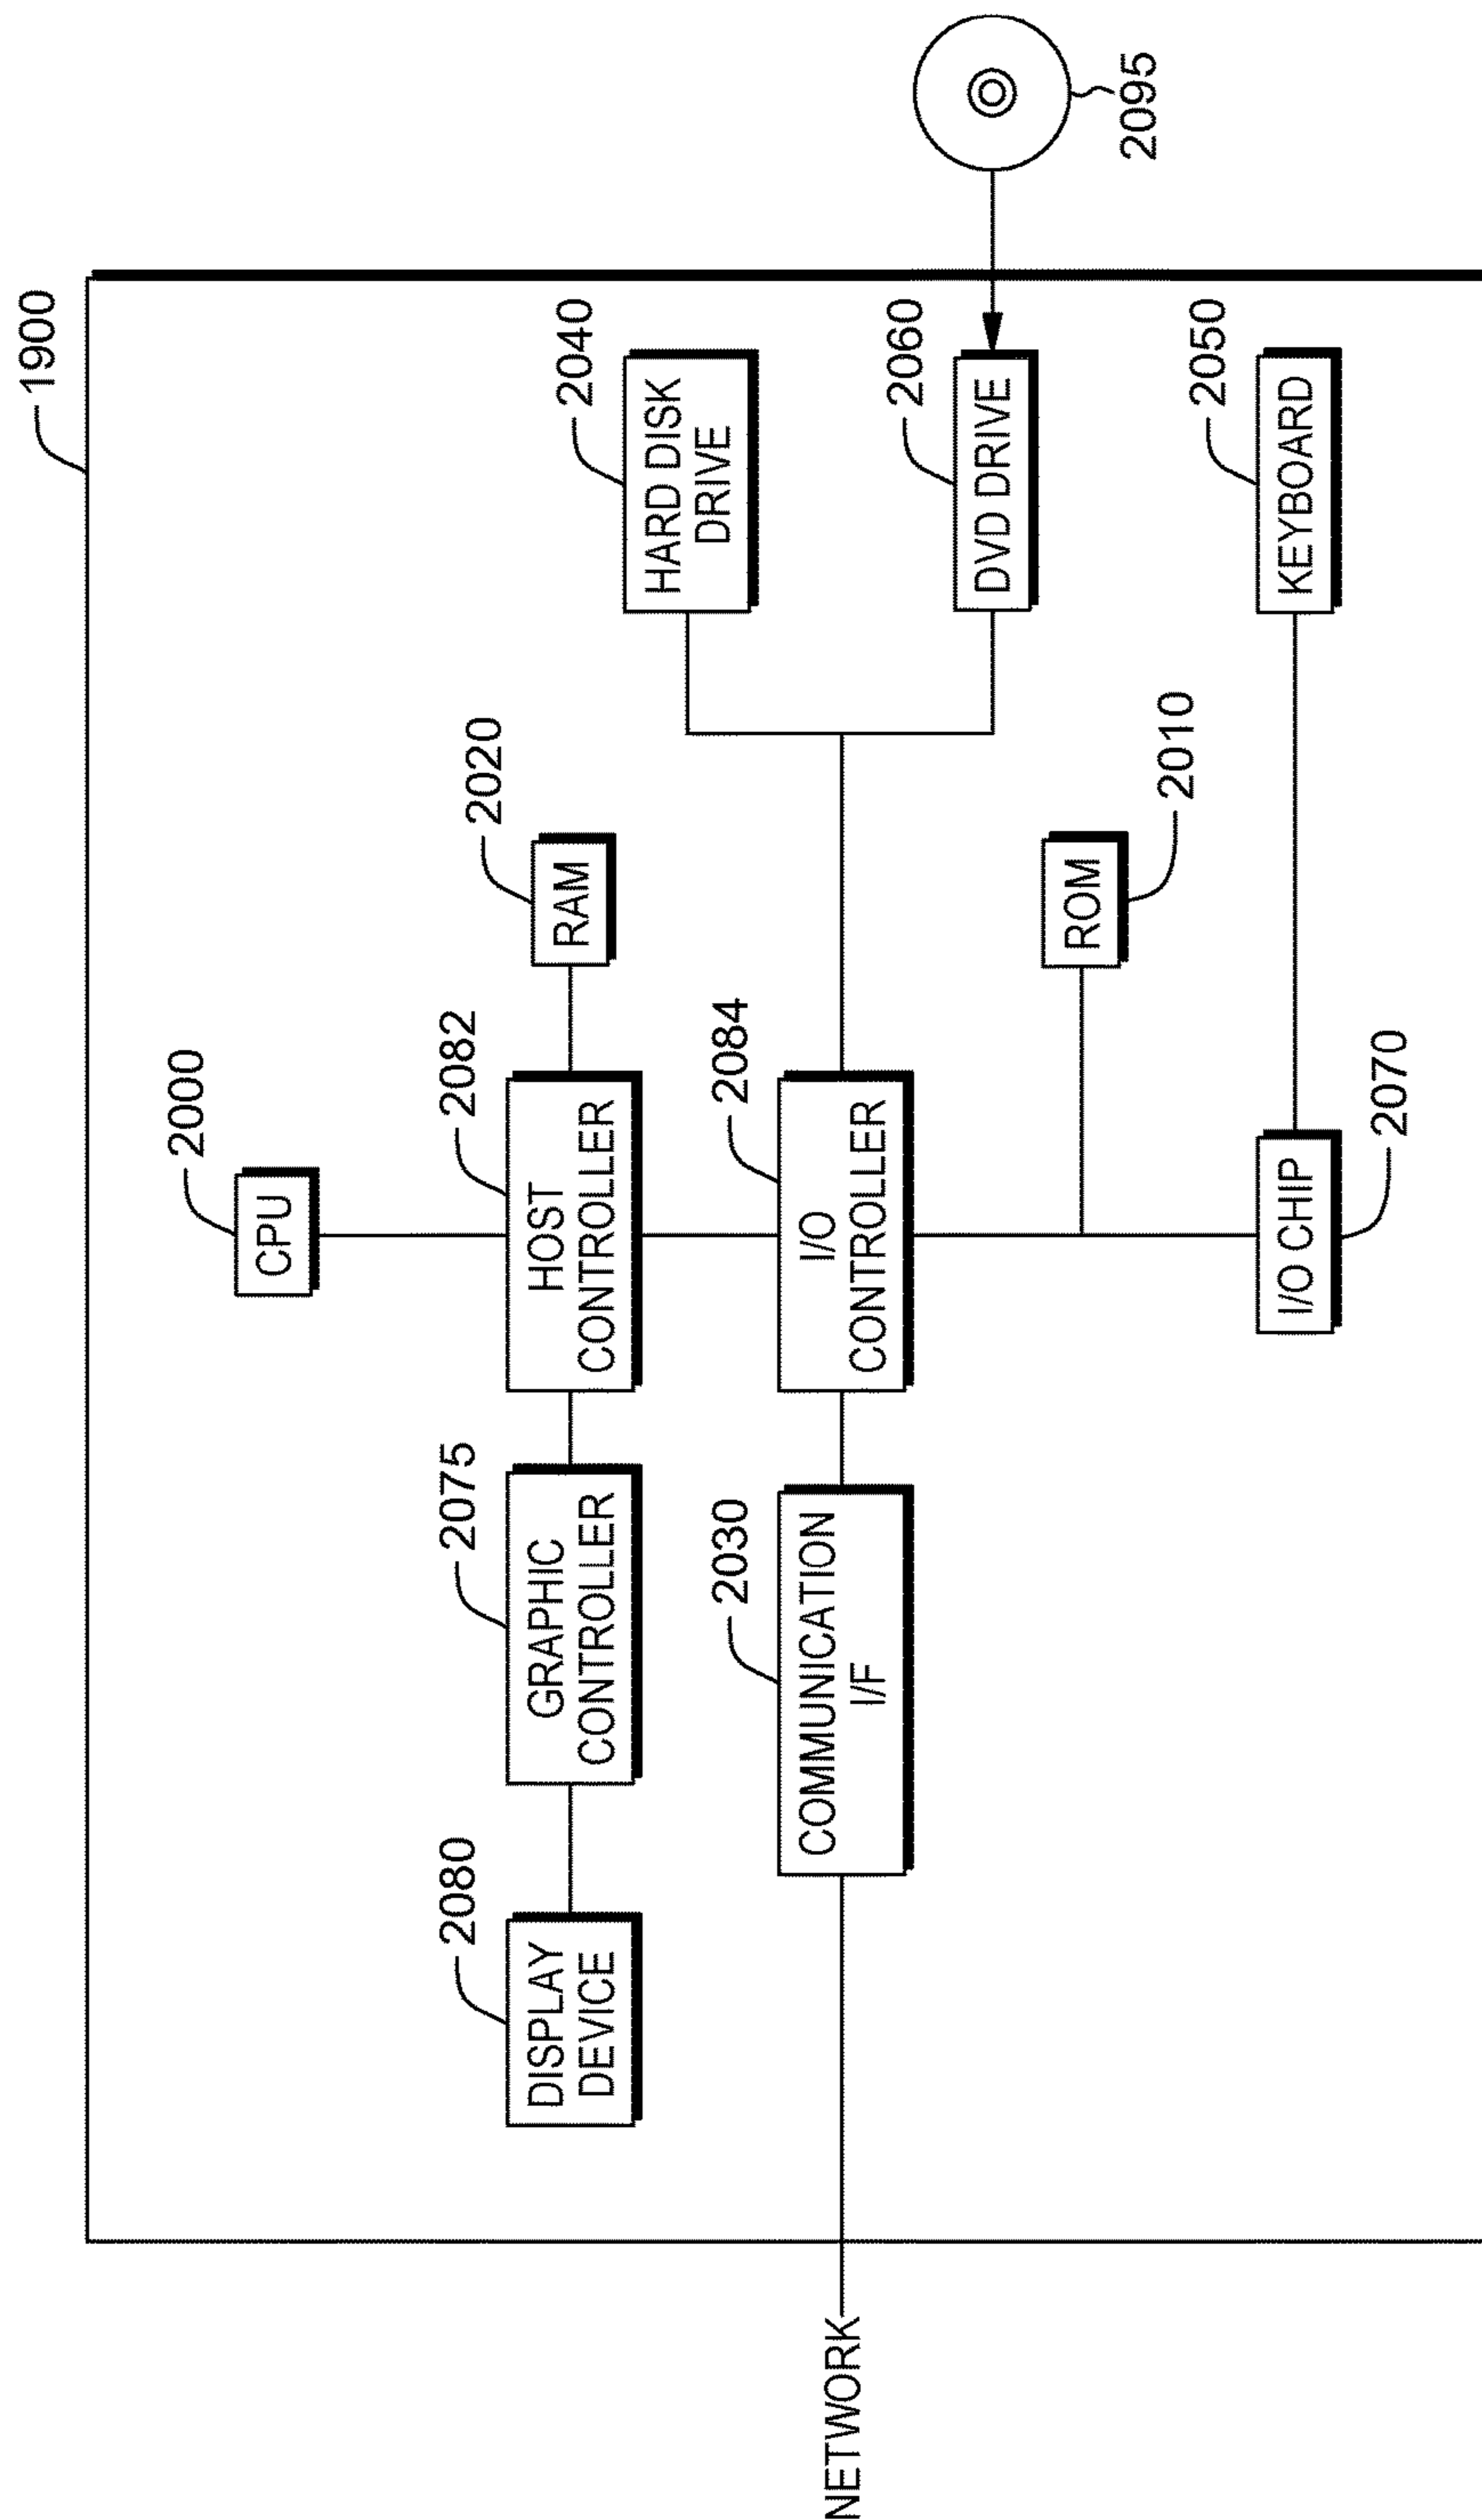 1900
2000
CPU
2080
DISPLAY
DEVICE
2075
GRAPHIC
CONTROLLER
2082
HOST
CONTROLLER
2020
RAM
2040
HARD DISK
DRIVE
NETWORK
2030
COMMUNICATION
I/F
2084
I/O
CONTROLLER
2060
DVD DRIVE
2095
2010
ROM
2070
I/O CHIP
2050
KEYBOARD